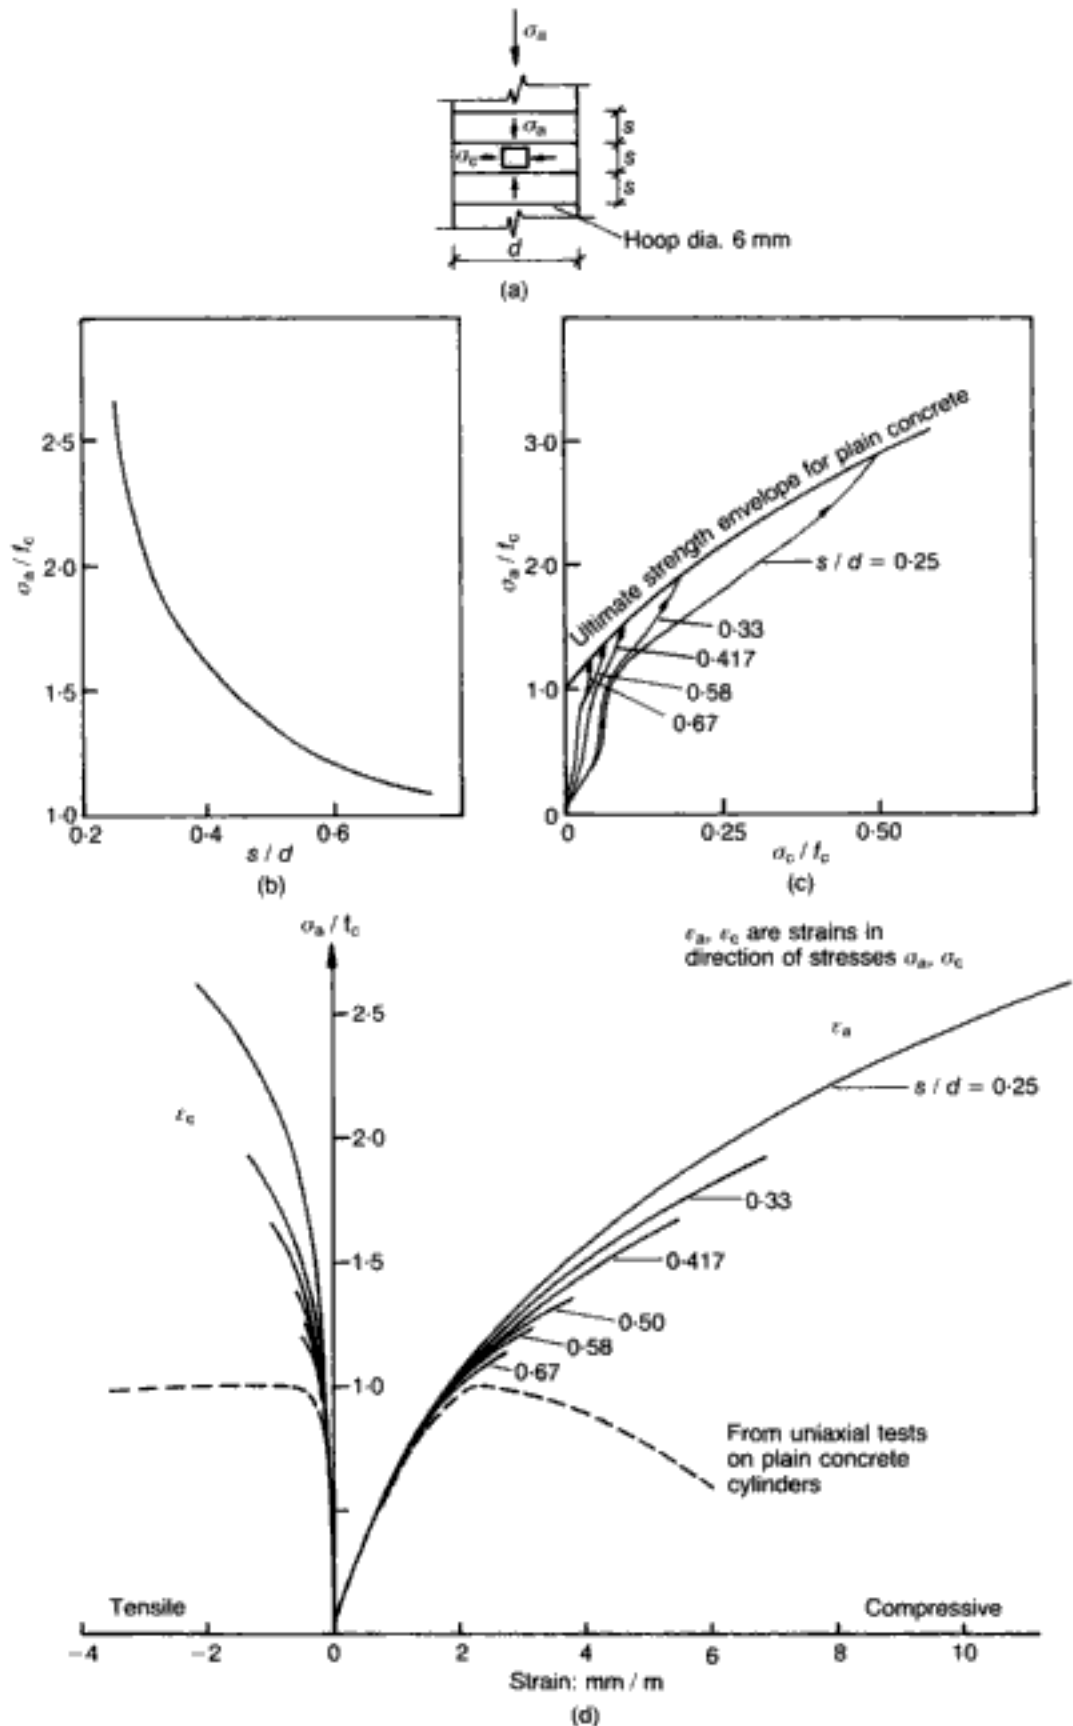 σa
σa
σc
s
s
s
Hoop dia. 6 mm
d
(a)
2·5
2·0
1·5
1·0
σa / fc
0·2
0·4
0·6
s / d
(b)
3·0
2·0
1·0
0
σa / fc
Ultimate strength envelope for plain concrete
s / d = 0·25
0·33
0·417
0·58
0·67
0
0·25
0·50
σc / fc
(c)
σa / fc
εa, εc are strains in
direction of stresses σa, σc
2·5
εa
s / d = 0·25
εc
2·0
0·33
1·5
0·417
0·50
0·58
0·67
1·0
From uniaxial tests
on plain concrete
cylinders
Tensile
Compressive
−4
−2
0
2
4
6
8
10
Strain: mm / m
(d)